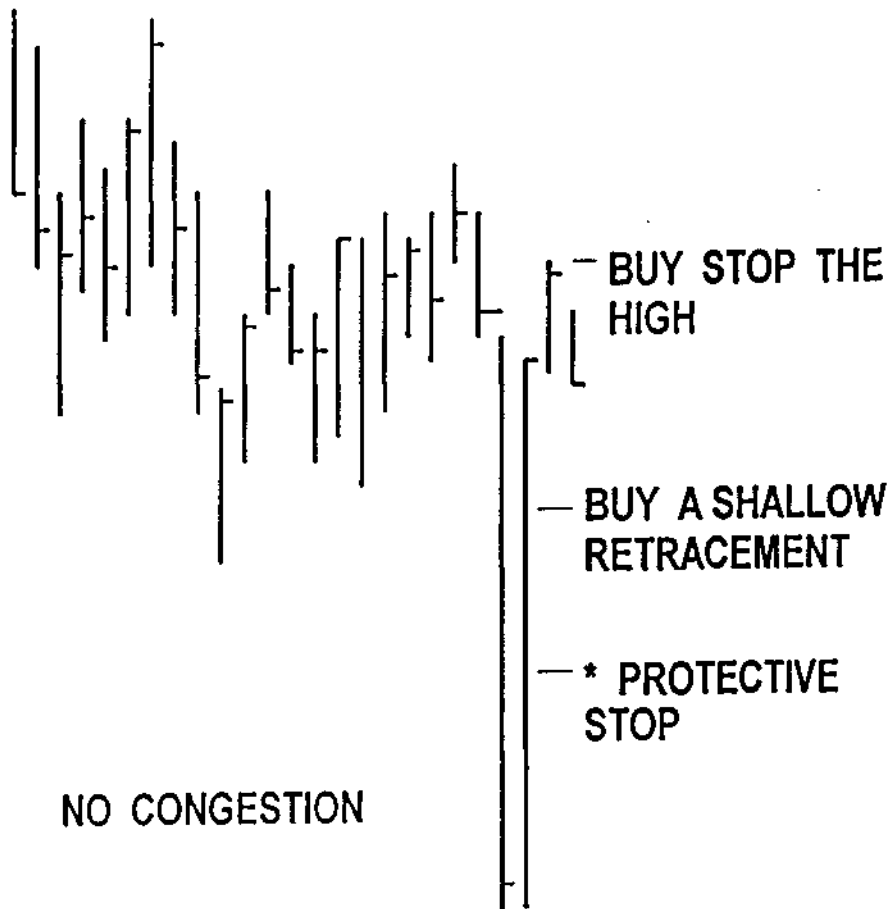 BUY STOP THE
HIGH
BUY A SHALLOW
RETRACEMENT
* PROTECTIVE
STOP
NO CONGESTION